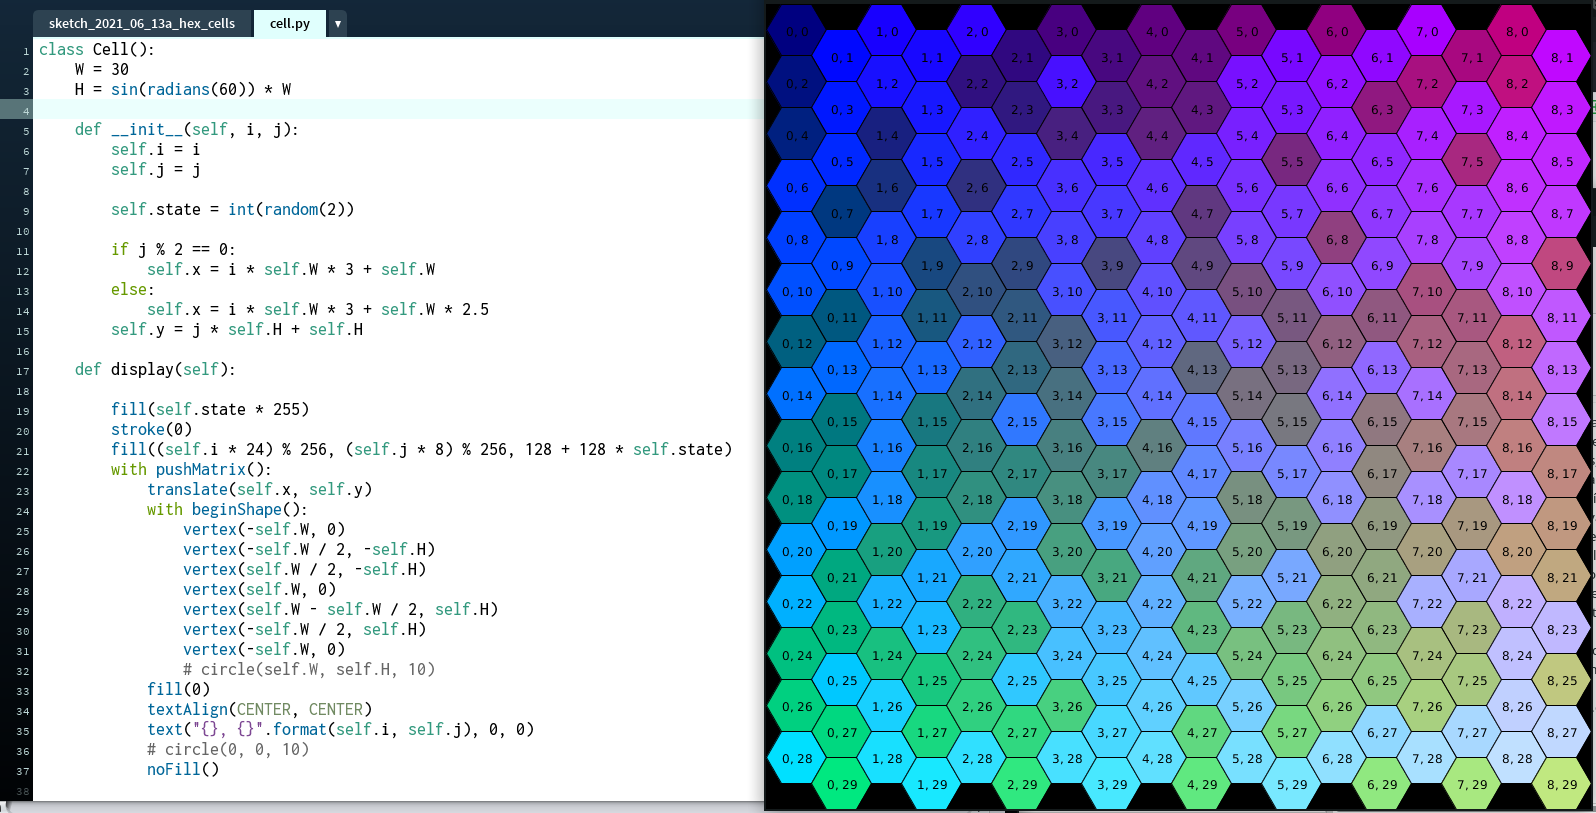 sketch_2021_06_13a_hex_cells cell.py ▼
1 class Cell():
2     W = 30
3     H = sin(radians(60)) * W
4
5     def __init__(self, i, j):
6         self.i = i
7         self.j = j
8
9         self.state = int(random(2))
10
11         if j % 2 == 0:
12             self.x = i * self.W * 3 + self.W
13         else:
14             self.x = i * self.W * 3 + self.W * 2.5
15         self.y = j * self.H + self.H
16
17     def display(self):
18
19         fill(self.state * 255)
20         stroke(0)
21         fill((self.i * 24) % 256, (self.j * 8) % 256, 128 + 128 * self.state)
22         with pushMatrix():
23             translate(self.x, self.y)
24             with beginShape():
25                 vertex(-self.W, 0)
26                 vertex(-self.W / 2, -self.H)
27                 vertex(self.W / 2, -self.H)
28                 vertex(self.W, 0)
29                 vertex(self.W - self.W / 2, self.H)
30                 vertex(-self.W / 2, self.H)
31                 vertex(-self.W, 0)
32                 # circle(self.W, self.H, 10)
33             fill(0)
34             textAlign(CENTER, CENTER)
35             text("{}, {}".format(self.i, self.j), 0, 0)
36             # circle(0, 0, 10)
37             noFill()
38
0, 0 1, 0 2, 0 3, 0 4, 0 5, 0 6, 0 7, 0 8, 0
0, 1 1, 1 2, 1 3, 1 4, 1 5, 1 6, 1 7, 1 8, 1
0, 2 1, 2 2, 2 3, 2 4, 2 5, 2 6, 2 7, 2 8, 2
0, 3 1, 3 2, 3 3, 3 4, 3 5, 3 6, 3 7, 3 8, 3
0, 4 1, 4 2, 4 3, 4 4, 4 5, 4 6, 4 7, 4 8, 4
0, 5 1, 5 2, 5 3, 5 4, 5 5, 5 6, 5 7, 5 8, 5
0, 6 1, 6 2, 6 3, 6 4, 6 5, 6 6, 6 7, 6 8, 6
0, 7 1, 7 2, 7 3, 7 4, 7 5, 7 6, 7 7, 7 8, 7
0, 8 1, 8 2, 8 3, 8 4, 8 5, 8 6, 8 7, 8 8, 8
0, 9 1, 9 2, 9 3, 9 4, 9 5, 9 6, 9 7, 9 8, 9
0, 10 1, 10 2, 10 3, 10 4, 10 5, 10 6, 10 7, 10 8, 10
0, 11 1, 11 2, 11 3, 11 4, 11 5, 11 6, 11 7, 11 8, 11
0, 12 1, 12 2, 12 3, 12 4, 12 5, 12 6, 12 7, 12 8, 12
0, 13 1, 13 2, 13 3, 13 4, 13 5, 13 6, 13 7, 13 8, 13
0, 14 1, 14 2, 14 3, 14 4, 14 5, 14 6, 14 7, 14 8, 14
0, 15 1, 15 2, 15 3, 15 4, 15 5, 15 6, 15 7, 15 8, 15
0, 16 1, 16 2, 16 3, 16 4, 16 5, 16 6, 16 7, 16 8, 16
0, 17 1, 17 2, 17 3, 17 4, 17 5, 17 6, 17 7, 17 8, 17
0, 18 1, 18 2, 18 3, 18 4, 18 5, 18 6, 18 7, 18 8, 18
0, 19 1, 19 2, 19 3, 19 4, 19 5, 19 6, 19 7, 19 8, 19
0, 20 1, 20 2, 20 3, 20 4, 20 5, 20 6, 20 7, 20 8, 20
0, 21 1, 21 2, 21 3, 21 4, 21 5, 21 6, 21 7, 21 8, 21
0, 22 1, 22 2, 22 3, 22 4, 22 5, 22 6, 22 7, 22 8, 22
0, 23 1, 23 2, 23 3, 23 4, 23 5, 23 6, 23 7, 23 8, 23
0, 24 1, 24 2, 24 3, 24 4, 24 5, 24 6, 24 7, 24 8, 24
0, 25 1, 25 2, 25 3, 25 4, 25 5, 25 6, 25 7, 25 8, 25
0, 26 1, 26 2, 26 3, 26 4, 26 5, 26 6, 26 7, 26 8, 26
0, 27 1, 27 2, 27 3, 27 4, 27 5, 27 6, 27 7, 27 8, 27
0, 28 1, 28 2, 28 3, 28 4, 28 5, 28 6, 28 7, 28 8, 28
0, 29 1, 29 2, 29 3, 29 4, 29 5, 29 6, 29 7, 29 8, 29